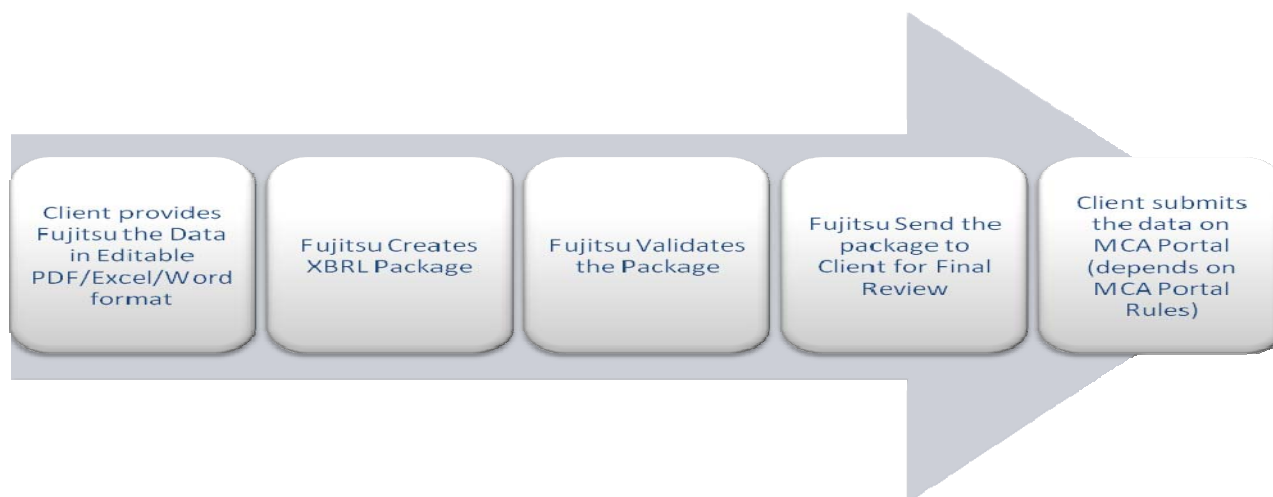 Client provides
Fujitsu the Data
in Editable
PDF/Excel/Word
format
Fujitsu Creates
XBRL Package
Fujitsu Validates
the Package
Fujitsu Send the
package to
Client for Final
Review
Client submits
the data on
MCA Portal
(depends on
MCA Portal
Rules)